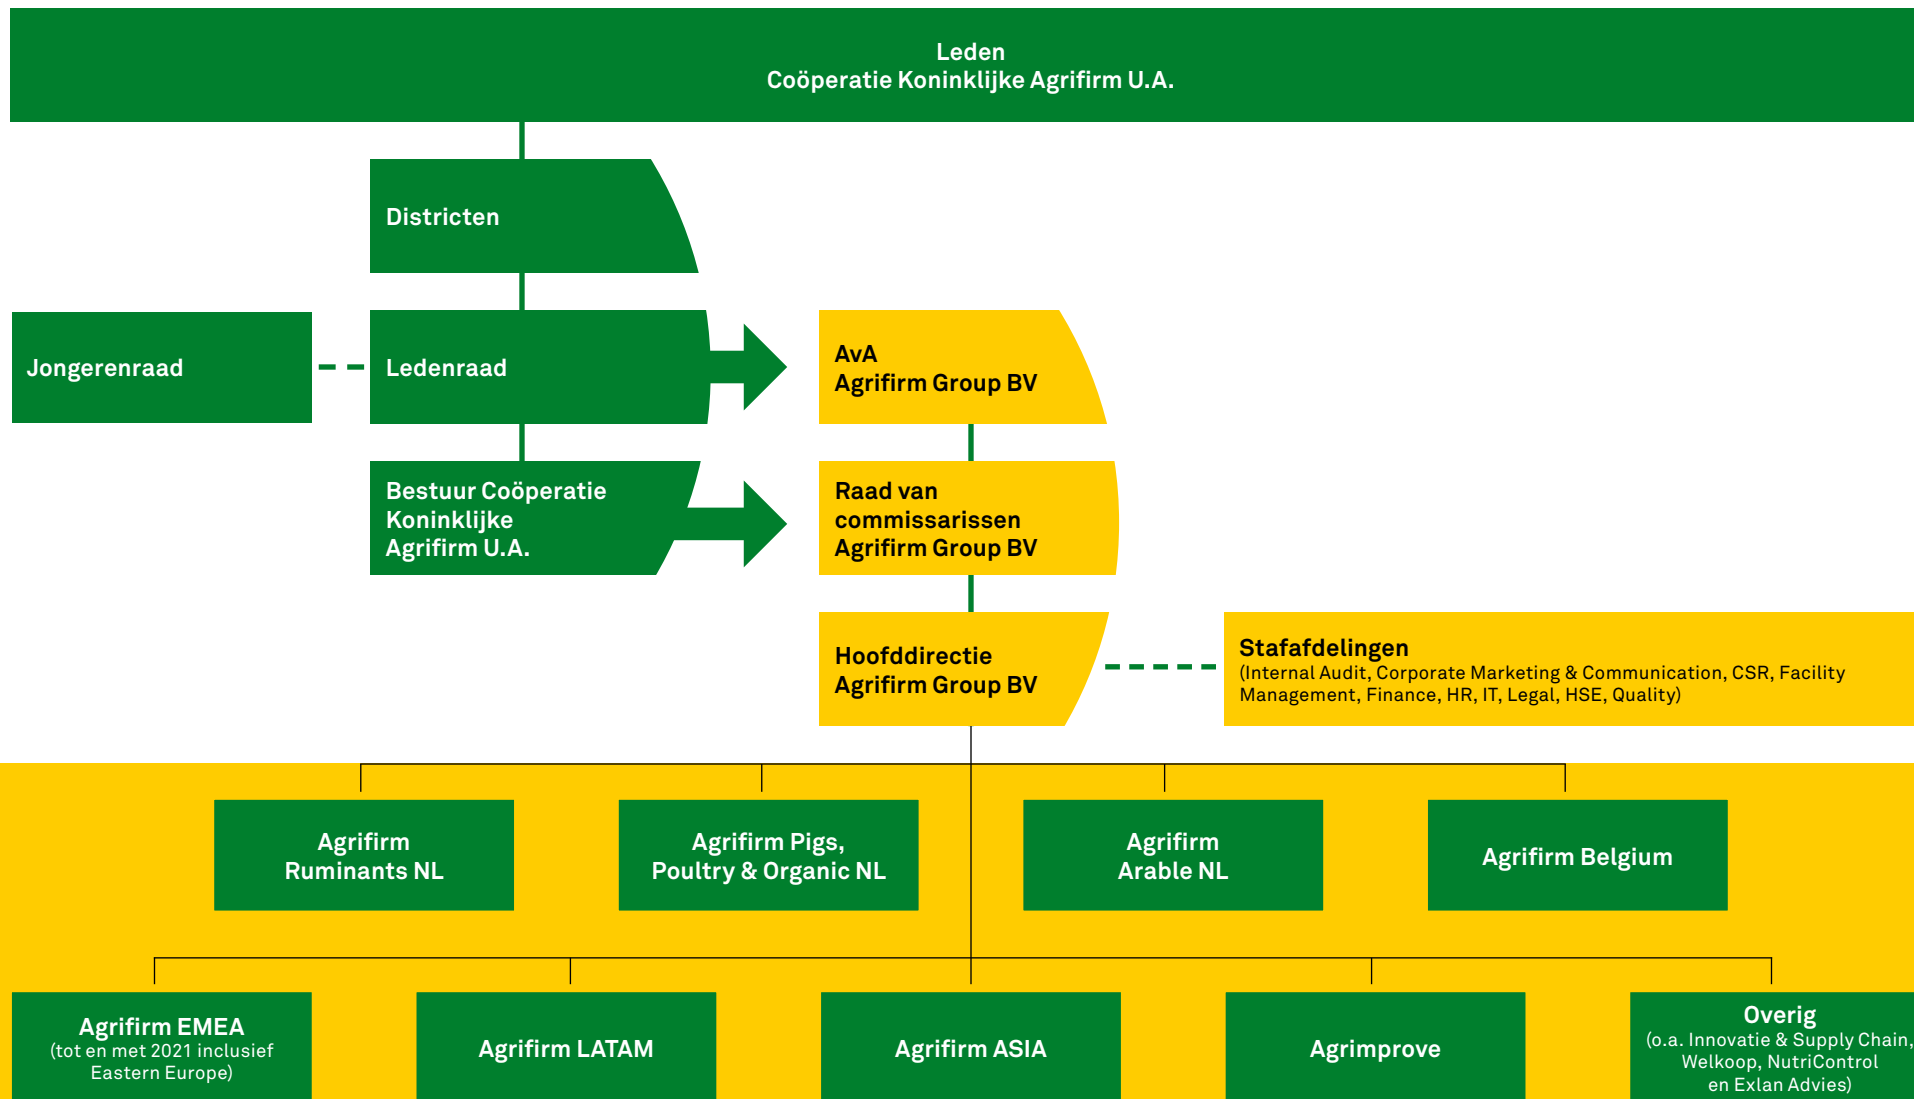 Leden
Coöperatie Koninklijke Agrifirm U.A.
Districten
Jongerenraad
Ledenraad
AvA
Agrifirm Group BV
Bestuur Coöperatie
Koninklijke
Agrifirm U.A.
Raad van
commissarissen
Agrifirm Group BV
Hoofddirectie
Agrifirm Group BV
Stafafdelingen
(Internal Audit, Corporate Marketing & Communication, CSR, Facility
Management, Finance, HR, IT, Legal, HSE, Quality)
Agrifirm
Ruminants NL
Agrifirm Pigs,
Poultry & Organic NL
Agrifirm
Arable NL
Agrifirm Belgium
Agrifirm EMEA
(tot en met 2021 inclusief
Eastern Europe)
Agrifirm LATAM
Agrifirm ASIA
Agrimprove
Overig
(o.a. Innovatie & Supply Chain,
Welkoop, NutriControl
en Exlan Advies)